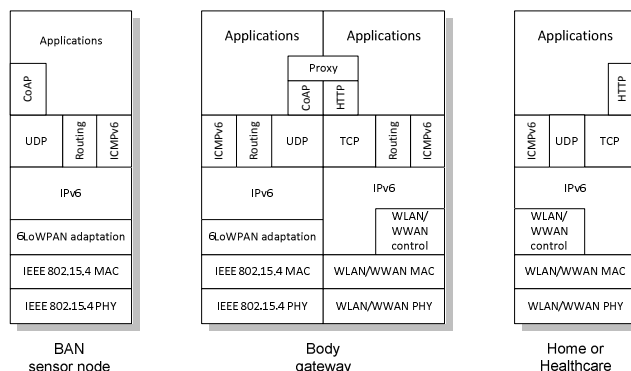 Applications
CoAP
UDP
Routing
ICMPv6
IPv6
6LoWPAN adaptation
IEEE 802.15.4 MAC
IEEE 802.15.4 PHY
BAN
sensor node
Applications
Applications
Proxy
CoAP
HTTP
ICMPv6
Routing
UDP
TCP
Routing
ICMPv6
IPv6
IPv6
WLAN/
WWAN
control
6LoWPAN adaptation
IEEE 802.15.4 MAC
WLAN/WWAN MAC
IEEE 802.15.4 PHY
WLAN/WWAN PHY
Body
gateway
Applications
HTTP
ICMPv6
UDP
TCP
IPv6
WLAN/
WWAN
control
WLAN/WWAN MAC
WLAN/WWAN PHY
Home or
Healthcare